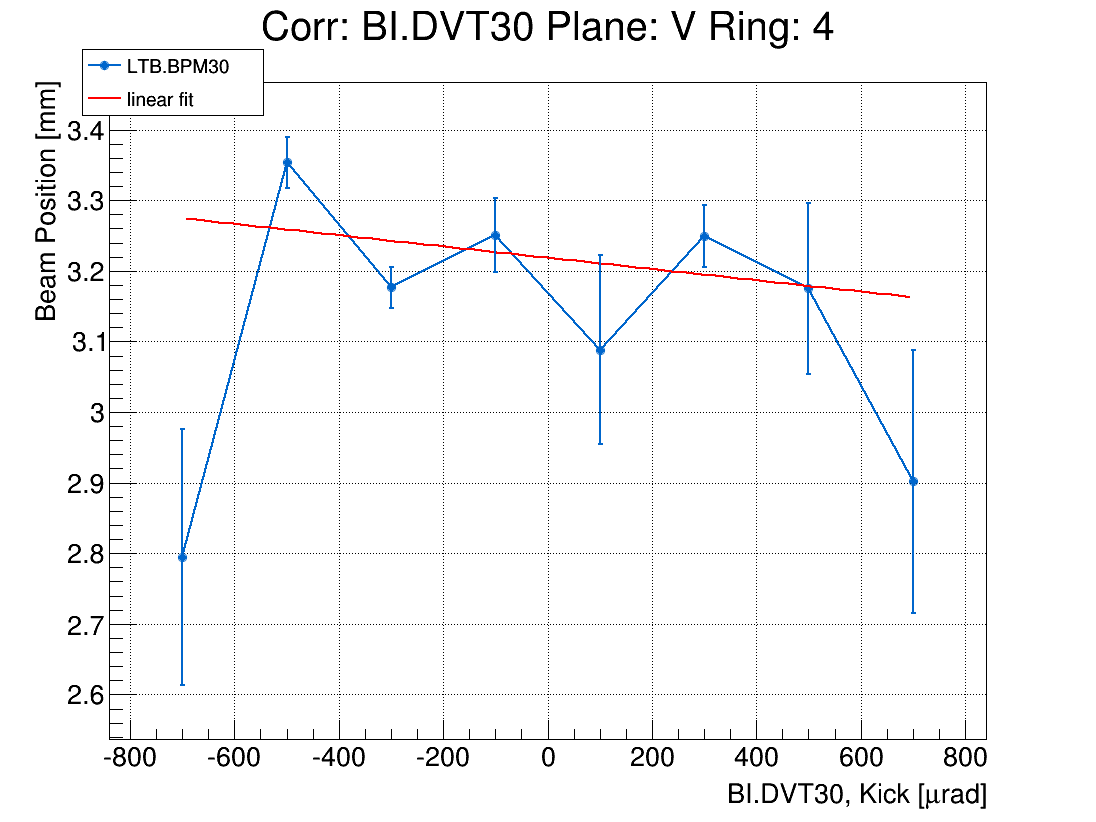 Corr: BI.DVT30 Plane: V Ring: 4
LTB.BPM30
linear fit
Beam Position [mm]
3.4
3.3
3.2
3.1
3
2.9
2.8
2.7
2.6
-800 -600 -400 -200 0 200 400 600 800
BI.DVT30, Kick [μrad]